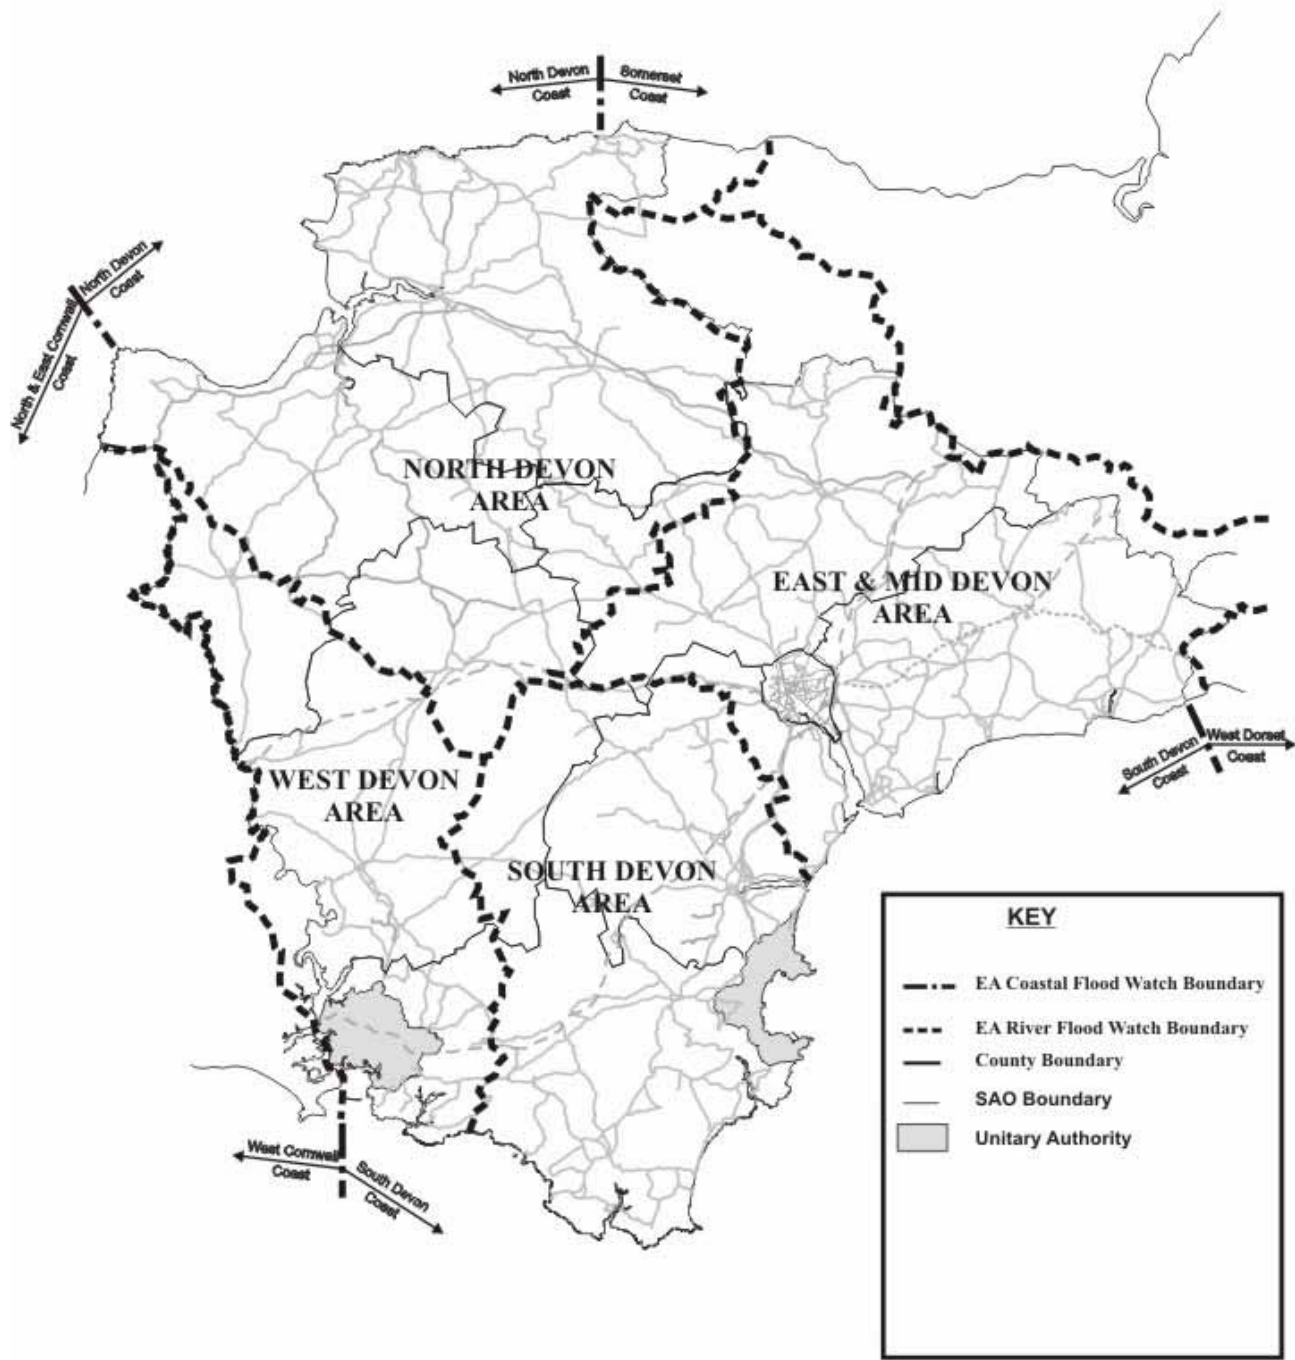 North Devon
Coast
Somerset
Coast
North Devon
Coast
North & East Cornwall
Coast
NORTH DEVON
AREA
EAST & MID DEVON
AREA
WEST DEVON
AREA
SOUTH DEVON
AREA
South Devon
Coast
West Dorset
Coast
West Cornwall
Coast
South Devon
Coast
KEY
EA Coastal Flood Watch Boundary
EA River Flood Watch Boundary
County Boundary
SAO Boundary
Unitary Authority